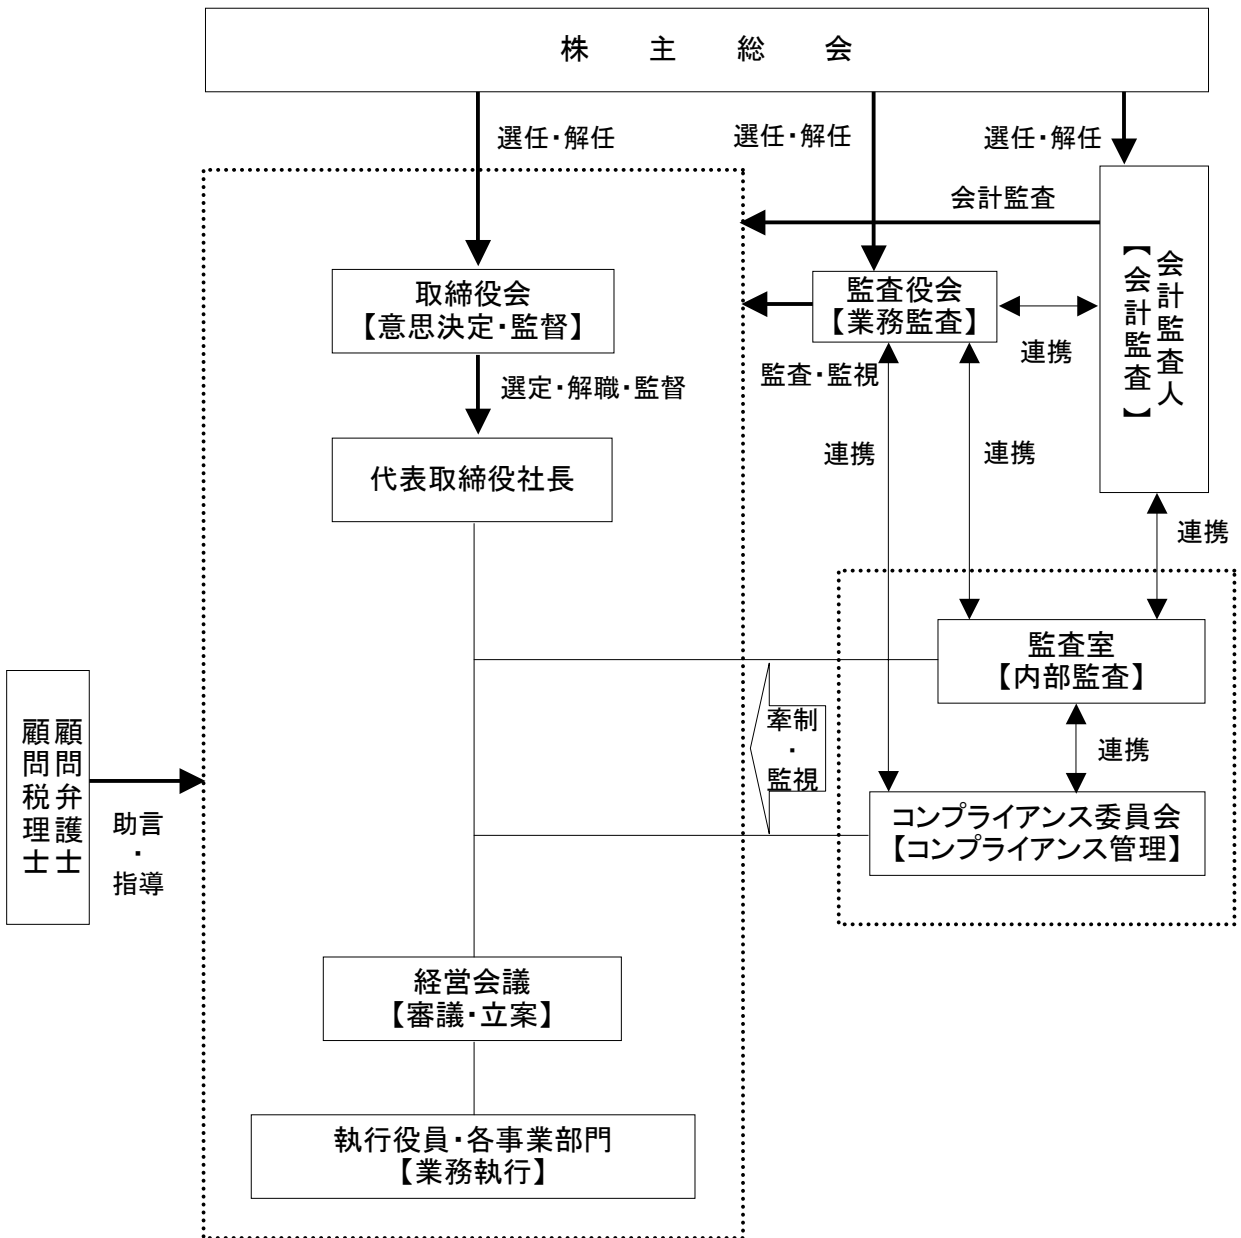 株主総会
選任・解任
選任・解任
選任・解任
会計監査
会計監査人
【会計監査】
取締役会
【意思決定・監督】
監査役会
【業務監査】
連携
選定・解職・監督
監査・監視
代表取締役社長
連携
連携
連携
監査室
【内部監査】
牽制
・
監視
連携
顧問弁護士
顧問税理士
助言
・
指導
コンプライアンス委員会
【コンプライアンス管理】
経営会議
【審議・立案】
執行役員・各事業部門
【業務執行】